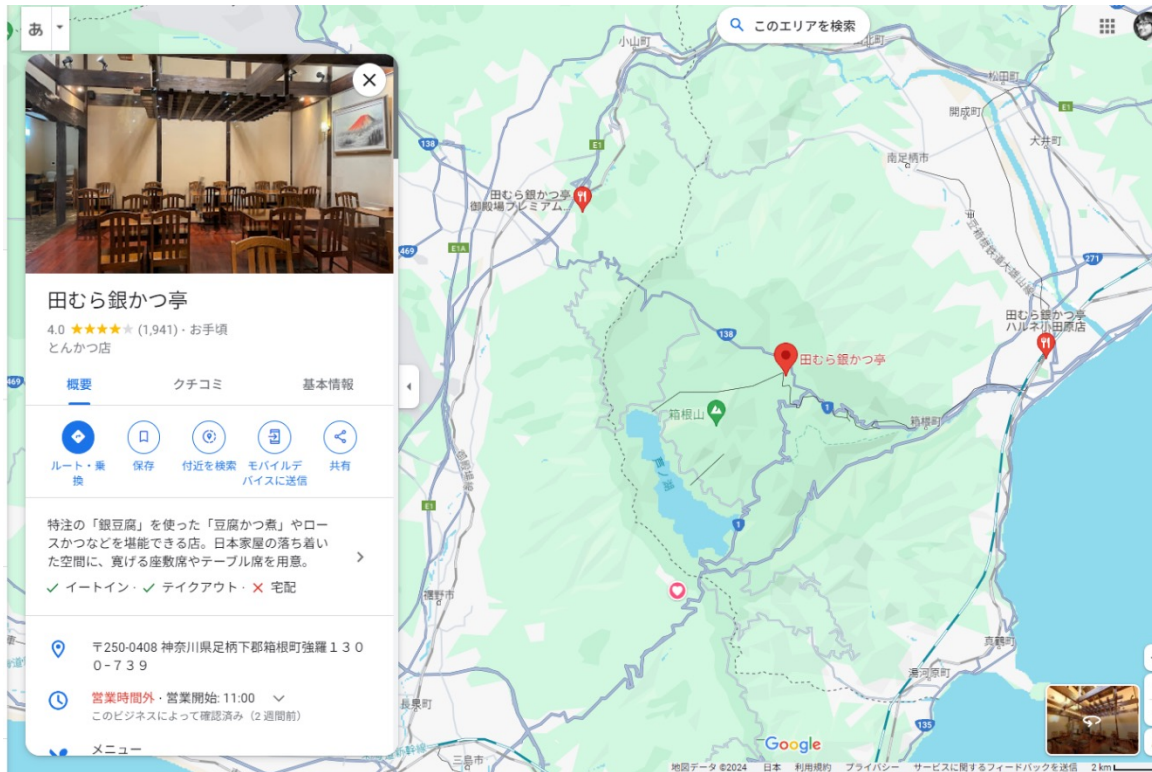 あ
田むら銀かつ亭
4.0 ★★★★★ (1,941)・お手頃
とんかつ店
概要
クチコミ
基本情報
ルート・乗
換
保存
付近を検索
モバイルデ
バイスに送信
共有
特注の「銀豆腐」を使った「豆腐かつ煮」やロー
スかつなどを堪能できる店。日本家屋の落ち着い
た空間に、寛げる座敷席やテーブル席を用意。
✓ イートイン · ✓ テイクアウト · ✕ 宅配
〒250-0408 神奈川県足柄下郡箱根町強羅130
0-739
営業時間外・営業開始: 11:00
このビジネスによって確認済み（2 週間前）
メニュー
このエリアを検索
小山町
松田町
開成町
E1
大井町
138
E1
南足柄市
田むら銀かつ亭
御殿場プレミアム...
E1A
469
271
田むら銀かつ亭
ハルネ小田原店
138
田むら銀かつ亭
469
箱根山
1
箱根町
芦ノ湖
御殿場線
E1
1
裾野市
真鶴町
湯河原町
長泉町
135
三島市
Google
地図データ ©2024
日本
利用規約
プライバシー
サービスに関するフィードバックを送信
2 km